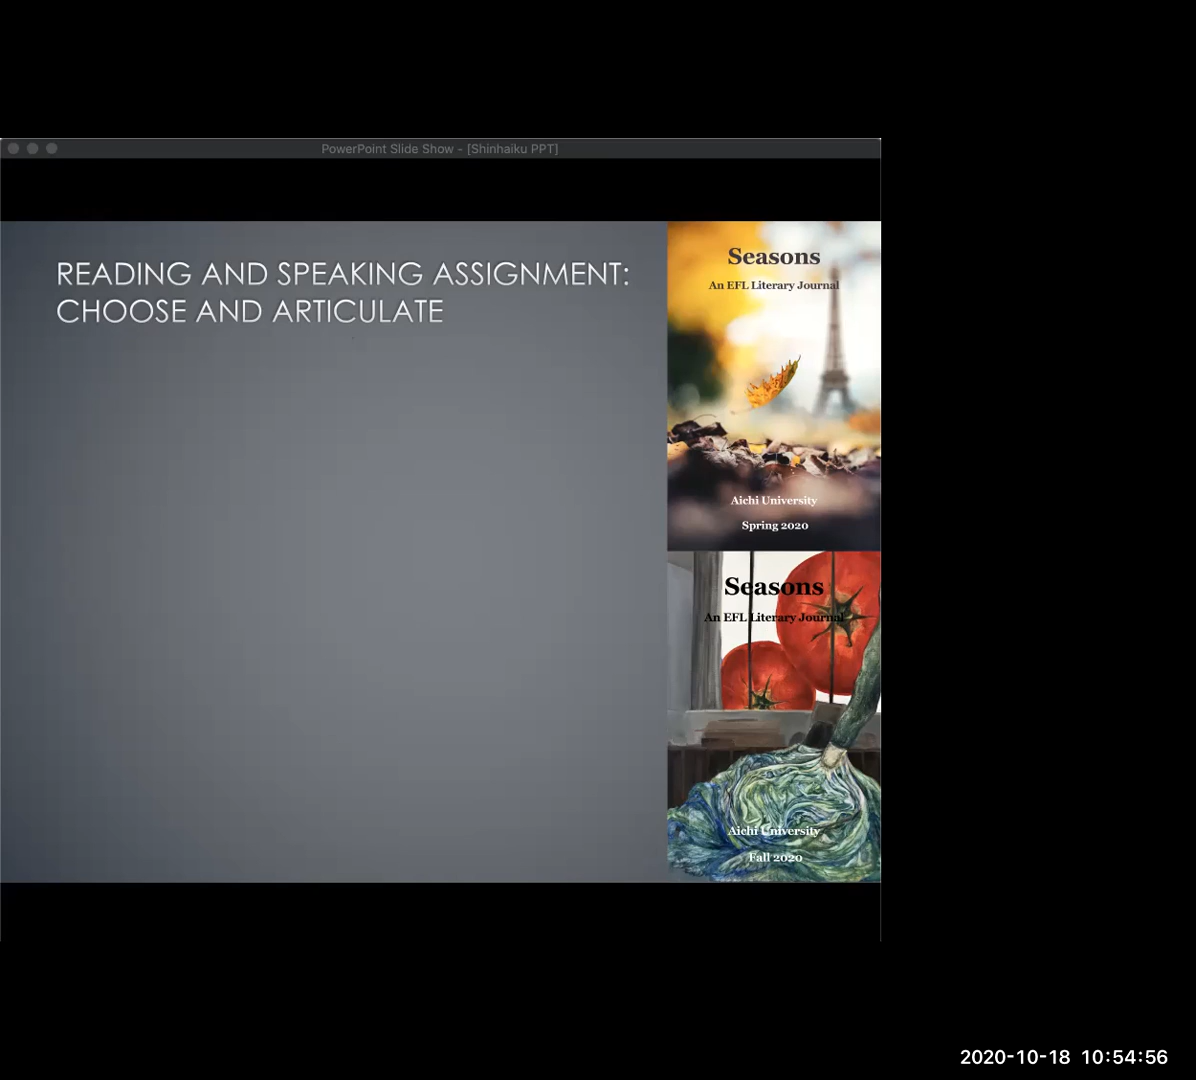 PowerPoint Slide Show - [Shinhaiku PPT]
READING AND SPEAKING ASSIGNMENT:
CHOOSE AND ARTICULATE
Seasons
An EFL Literary Journal
Aichi University
Spring 2020
Seasons
An EFL Literary Journal
Aichi University
Fall 2020
2020-10-18 10:54:56